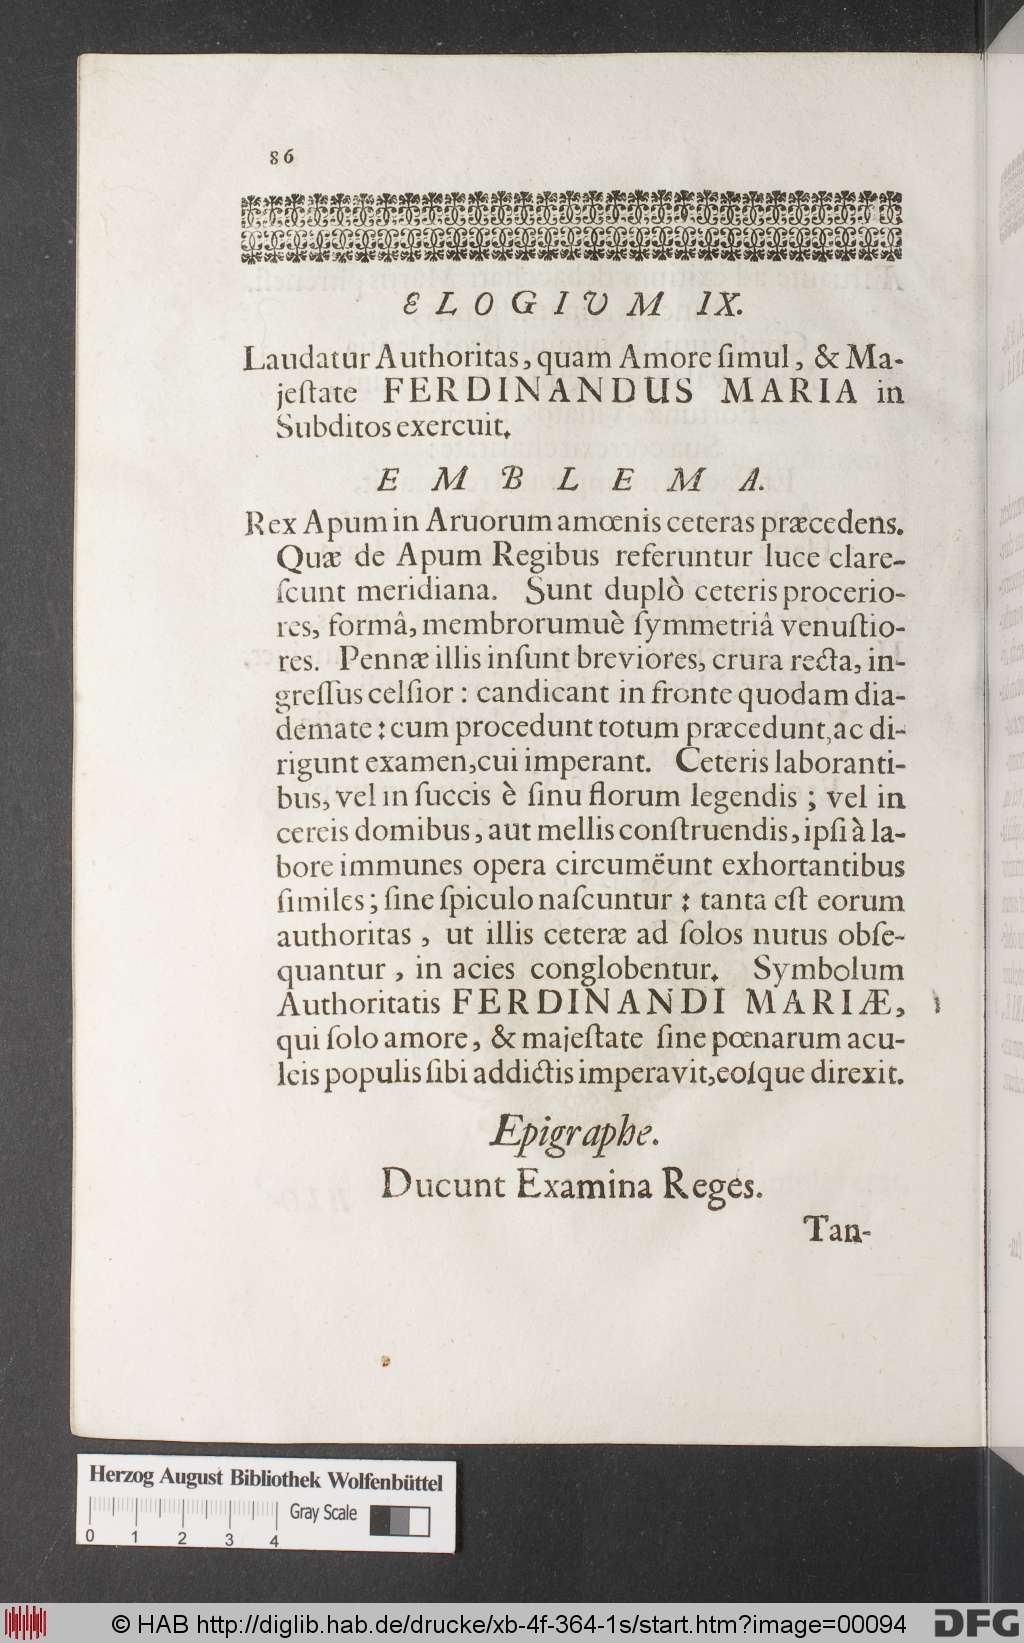 86
ELOGIUM IX.
Laudatur Authoritas, quam Amore ſimul, & Ma-
jeſtate FERDINANDUS MARIA in
Subditos exercuit.
EMBLEMA.
Rex Apum in Aruorum amœnis ceteras præcedens.
Quæ de Apum Regibus referuntur luce clare-
ſcunt meridiana. Sunt duplò ceteris procerio-
res, formâ, membrorumuè ſymmetriâ venuſtio-
res. Pennæ illis inſunt breviores, crura recta, in-
greſſus celſior : candicant in fronte quodam dia-
demate : cum procedunt totum præcedunt, ac di-
rigunt examen, cui imperant. Ceteris laboranti-
bus, vel in ſuccis è ſinu florum legendis ; vel in
cereis domibus, aut mellis conſtruendis, ipſi à la-
bore immunes opera circumëunt exhortantibus
ſimiles ; ſine ſpiculo naſcuntur : tanta eſt eorum
authoritas , ut illis ceteræ ad ſolos nutus obſe-
quantur , in acies conglobentur. Symbolum
Authoritatis FERDINANDI MARIÆ,
qui ſolo amore, & majeſtate ſine pœnarum acu-
leis populis ſibi addictis imperavit, eoſque direxit.
Epigraphe.
Ducunt Examina Reges.
Tan-
Herzog August Bibliothek Wolfenbüttel
Gray Scale
0 1 2 3 4
© HAB http://diglib.hab.de/drucke/xb-4f-364-1s/start.htm?image=00094
DFG